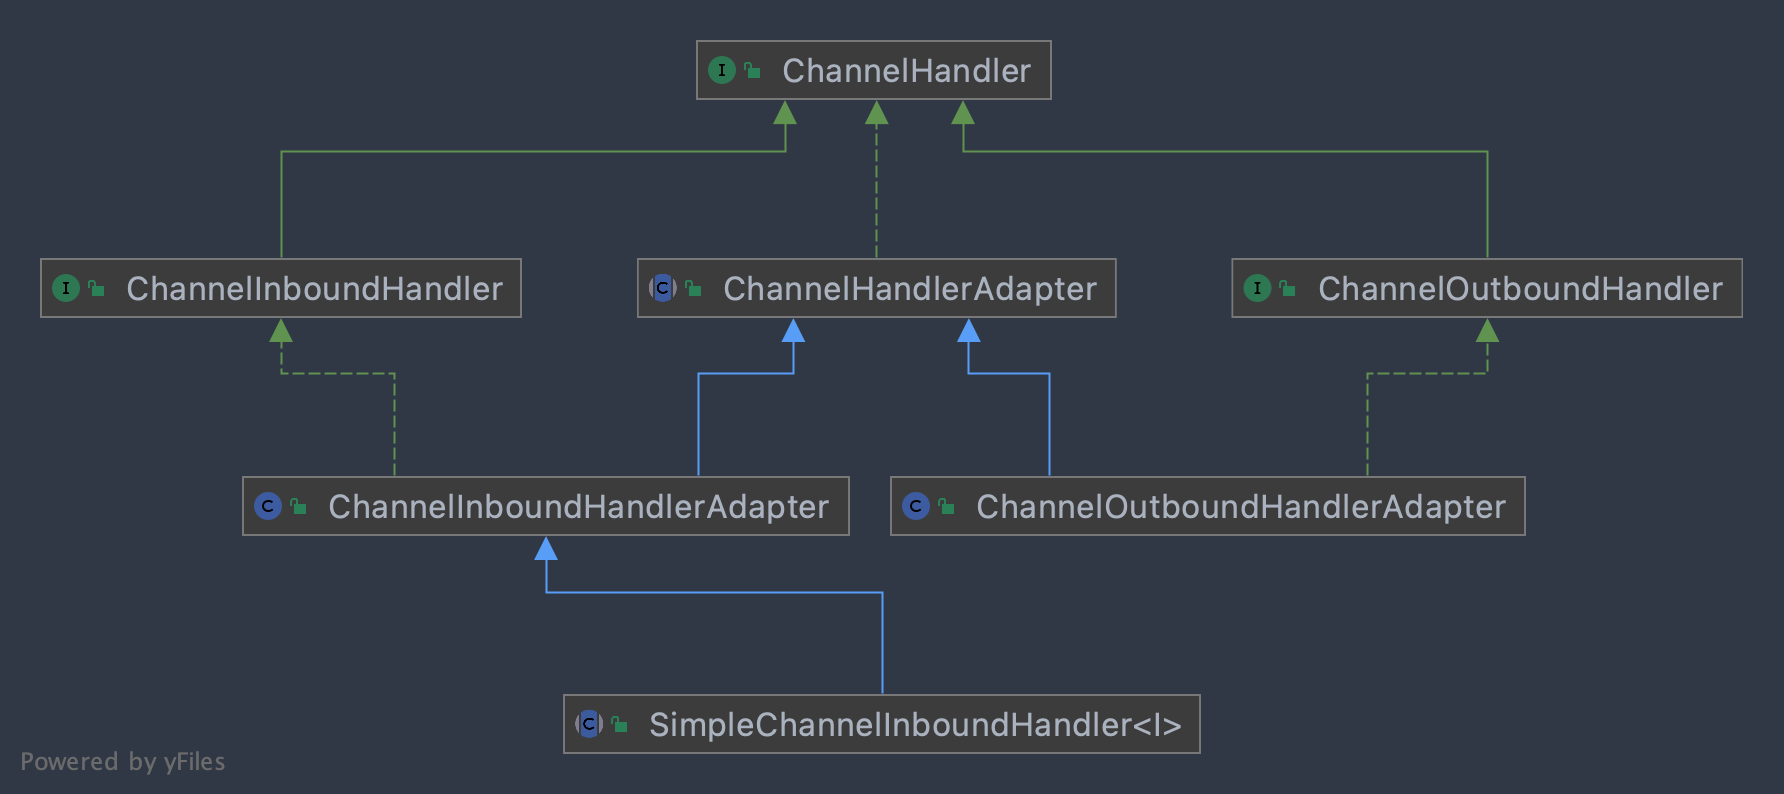 I ChannelHandler
I ChannelInboundHandler
C ChannelHandlerAdapter
I ChannelOutboundHandler
C ChannelInboundHandlerAdapter
C ChannelOutboundHandlerAdapter
C SimpleChannelInboundHandler<I>
Powered by yFiles